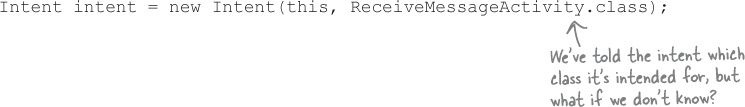 Intent intent = new Intent(this, ReceiveMessageActivity.class);
We've told the intent which
class it's intended for, but
what if we don't know?